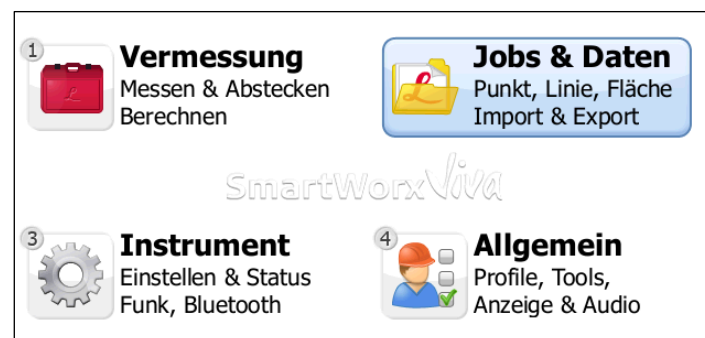 1
Vermessung
Messen & Abstecken
Berechnen
Jobs & Daten
Punkt, Linie, Fläche
Import & Export
SmartWorx Viva
3
Instrument
Einstellen & Status
Funk, Bluetooth
4
Allgemein
Profile, Tools,
Anzeige & Audio